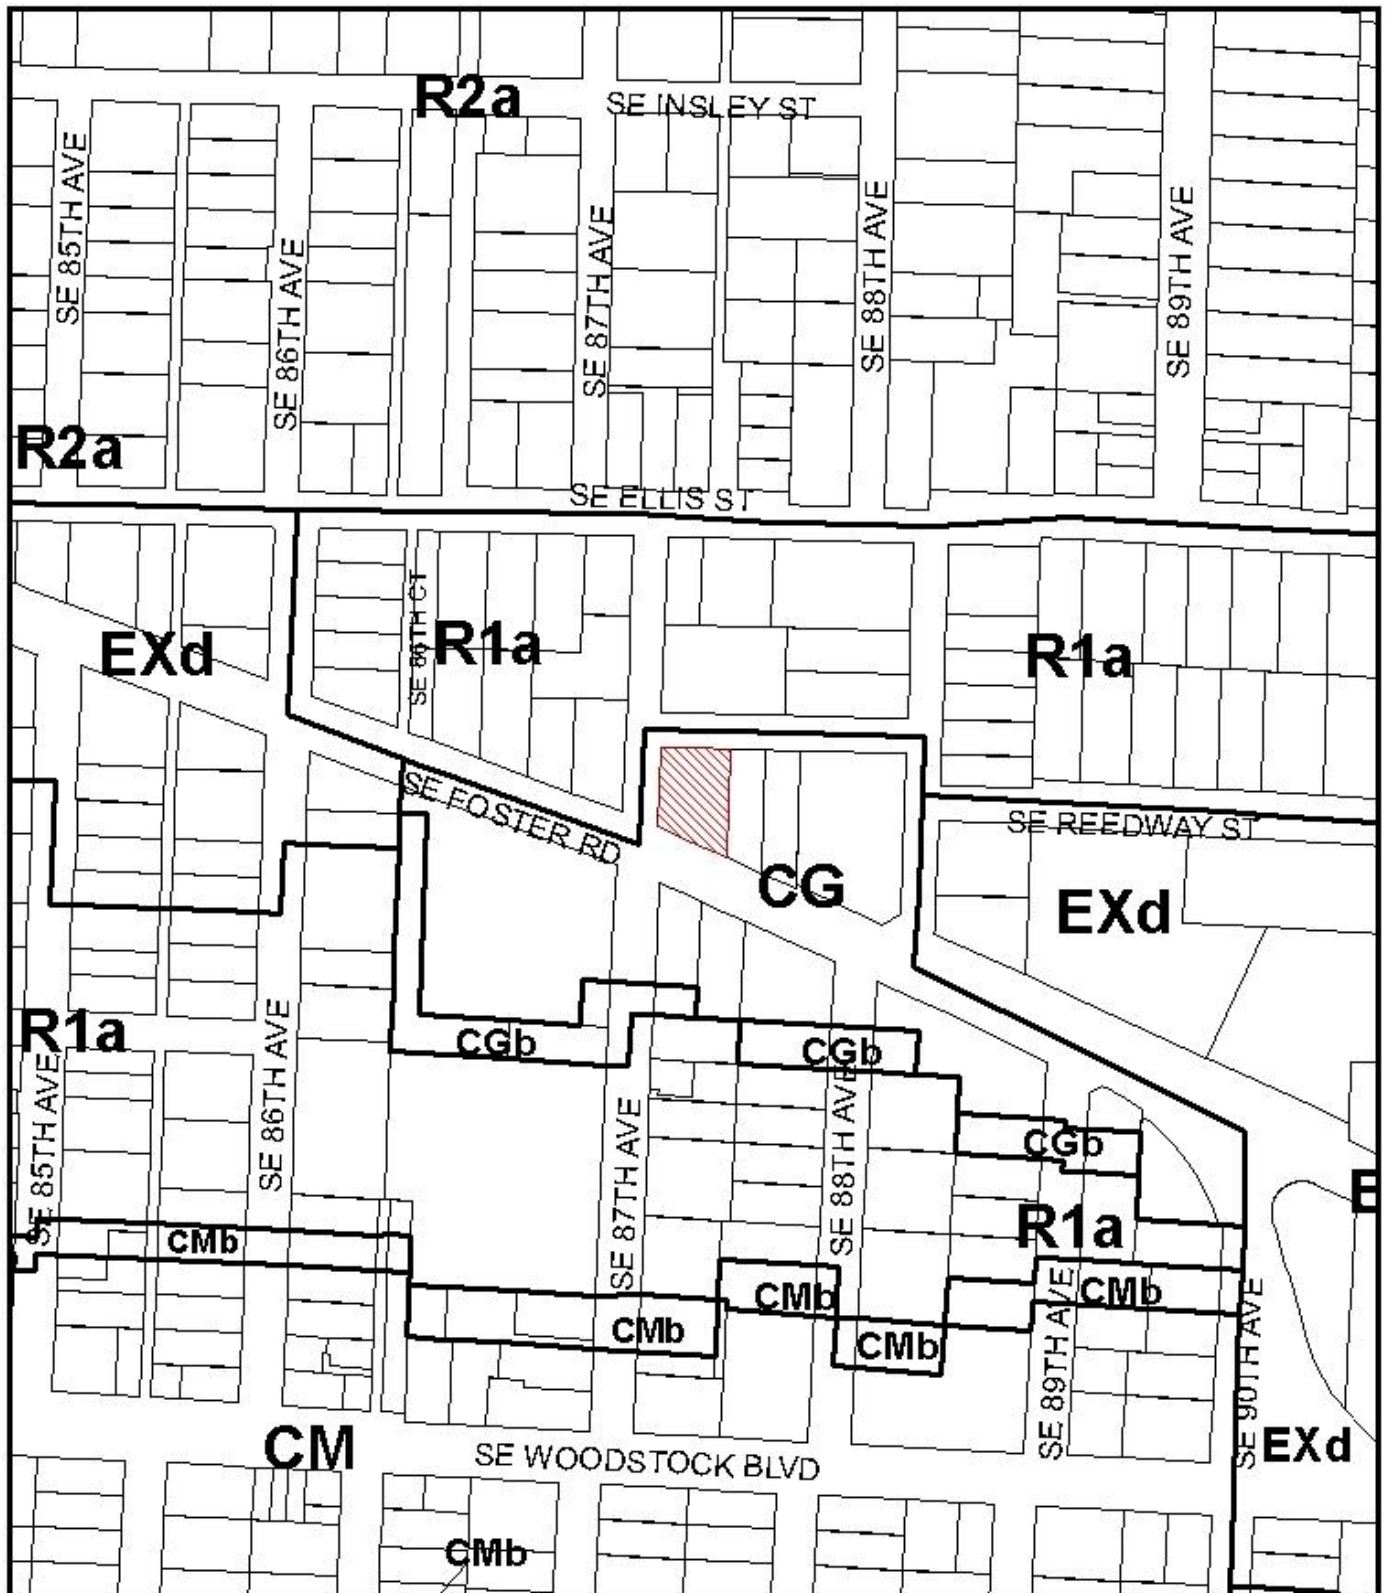 R2a
SE INSLEY ST
SE 85TH AVE
SE 86TH AVE
SE 87TH AVE
SE 88TH AVE
SE 89TH AVE
R2a
SE ELLIS ST
EXd
SE 86TH CT
R1a
R1a
SE FOSTER RD
SE REEDWAY ST
CG
EXd
R1a
CGb
CGb
SE 85TH AVE
SE 86TH AVE
SE 87TH AVE
SE 88TH AVE
CGb
E
R1a
CMb
CMb
CMb
CMb
CMb
SE 89TH AVE
SE 90TH AVE
CM
SE WOODSTOCK BLVD
EXd
CMb